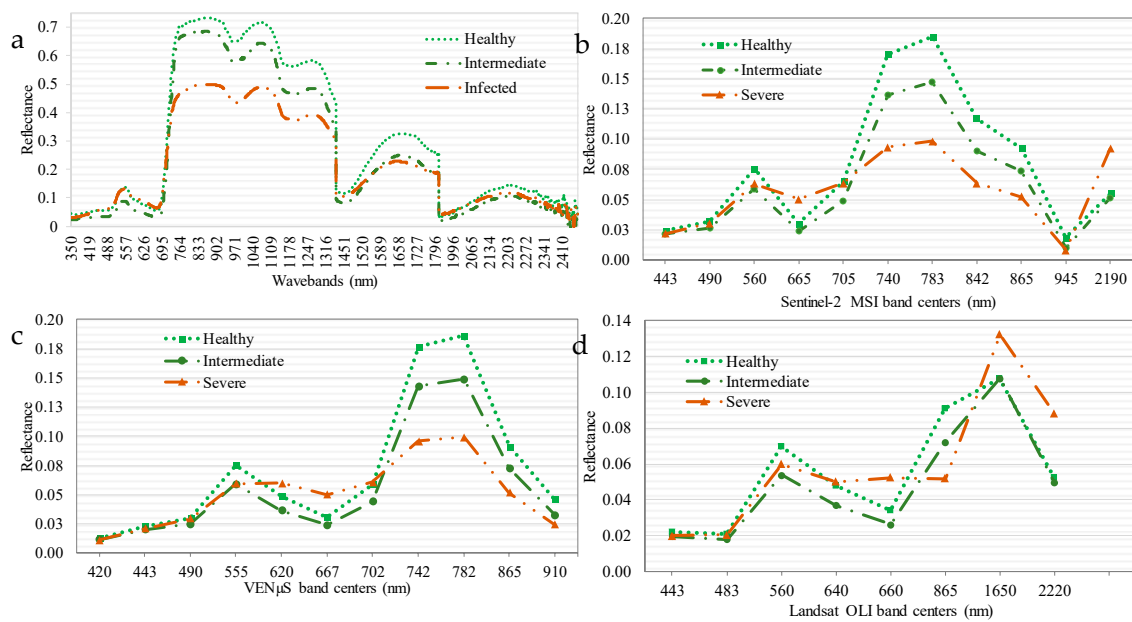 a
0.7
0.6
0.5
0.4
0.3
0.2
0.1
0
Reflectance
Healthy
Intermediate
Infected
350 419 488 557 626 695 764 833 902 971 1040 1109 1178 1247 1316 1451 1520 1589 1658 1727 1796 1996 2065 2134 2203 2272 2341 2410
Wavebands (nm)
b
0.20
0.18
0.15
0.13
0.10
0.08
0.05
0.03
0.00
Reflectance
Healthy
Intermediate
Severe
443 490 560 665 705 740 783 842 865 945 2190
Sentinel-2 MSI band centers (nm)
c
0.20
0.18
0.15
0.13
0.10
0.08
0.05
0.03
0.00
Reflectance
Healthy
Intermediate
Severe
420 443 490 555 620 667 702 742 782 865 910
VENµS band centers (nm)
d
0.14
0.12
0.10
0.08
0.06
0.04
0.02
0.00
Reflectance
Healthy
Intermediate
Severe
443 483 560 640 660 865 1650 2220
Landsat OLI band centers (nm)